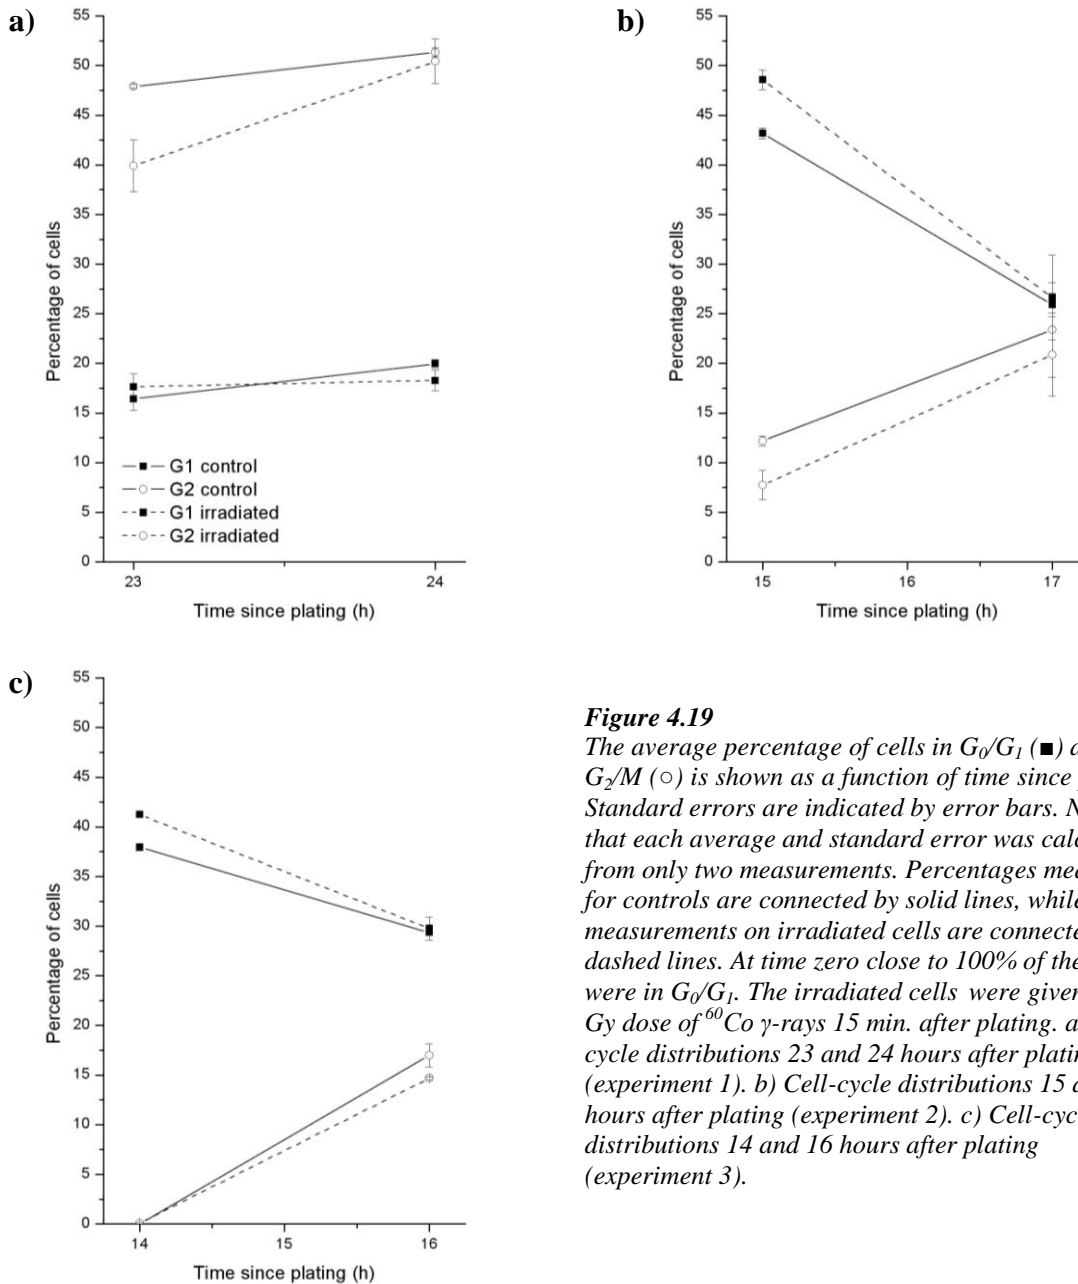 a)
55
50
45
40
35
30
25
20
15
10
5
0
Percentage of cells
G1 control
G2 control
G1 irradiated
G2 irradiated
23 24
Time since plating (h)
b)
55
50
45
40
35
30
25
20
15
10
5
0
Percentage of cells
15 16 17
Time since plating (h)
c)
55
50
45
40
35
30
25
20
15
10
5
0
Percentage of cells
14 15 16
Time since plating (h)
Figure 4.19
The average percentage of cells in G₀/G₁ (■)
G₂/M (○) is shown as a function of time since
Standard errors are indicated by error bars.
that each average and standard error was
from only two measurements. Percentages
for controls are connected by solid lines, while
measurements on irradiated cells are
dashed lines. At time zero close to 100% of the
were in G₀/G₁. The irradiated cells were given
Gy dose of ⁶⁰Co γ-rays 15 min. after plating.
cycle distributions 23 and 24 hours after
(experiment 1). b) Cell-cycle distributions 15
hours after plating (experiment 2). c)
distributions 14 and 16 hours after plating
(experiment 3).